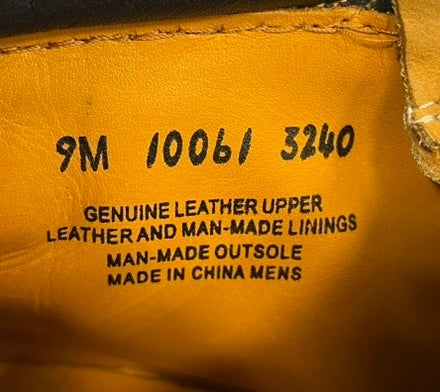 9M 10061 3240
GENUINE LEATHER UPPER
LEATHER AND MAN-MADE LININGS
MAN-MADE OUTSOLE
MADE IN CHINA MENS